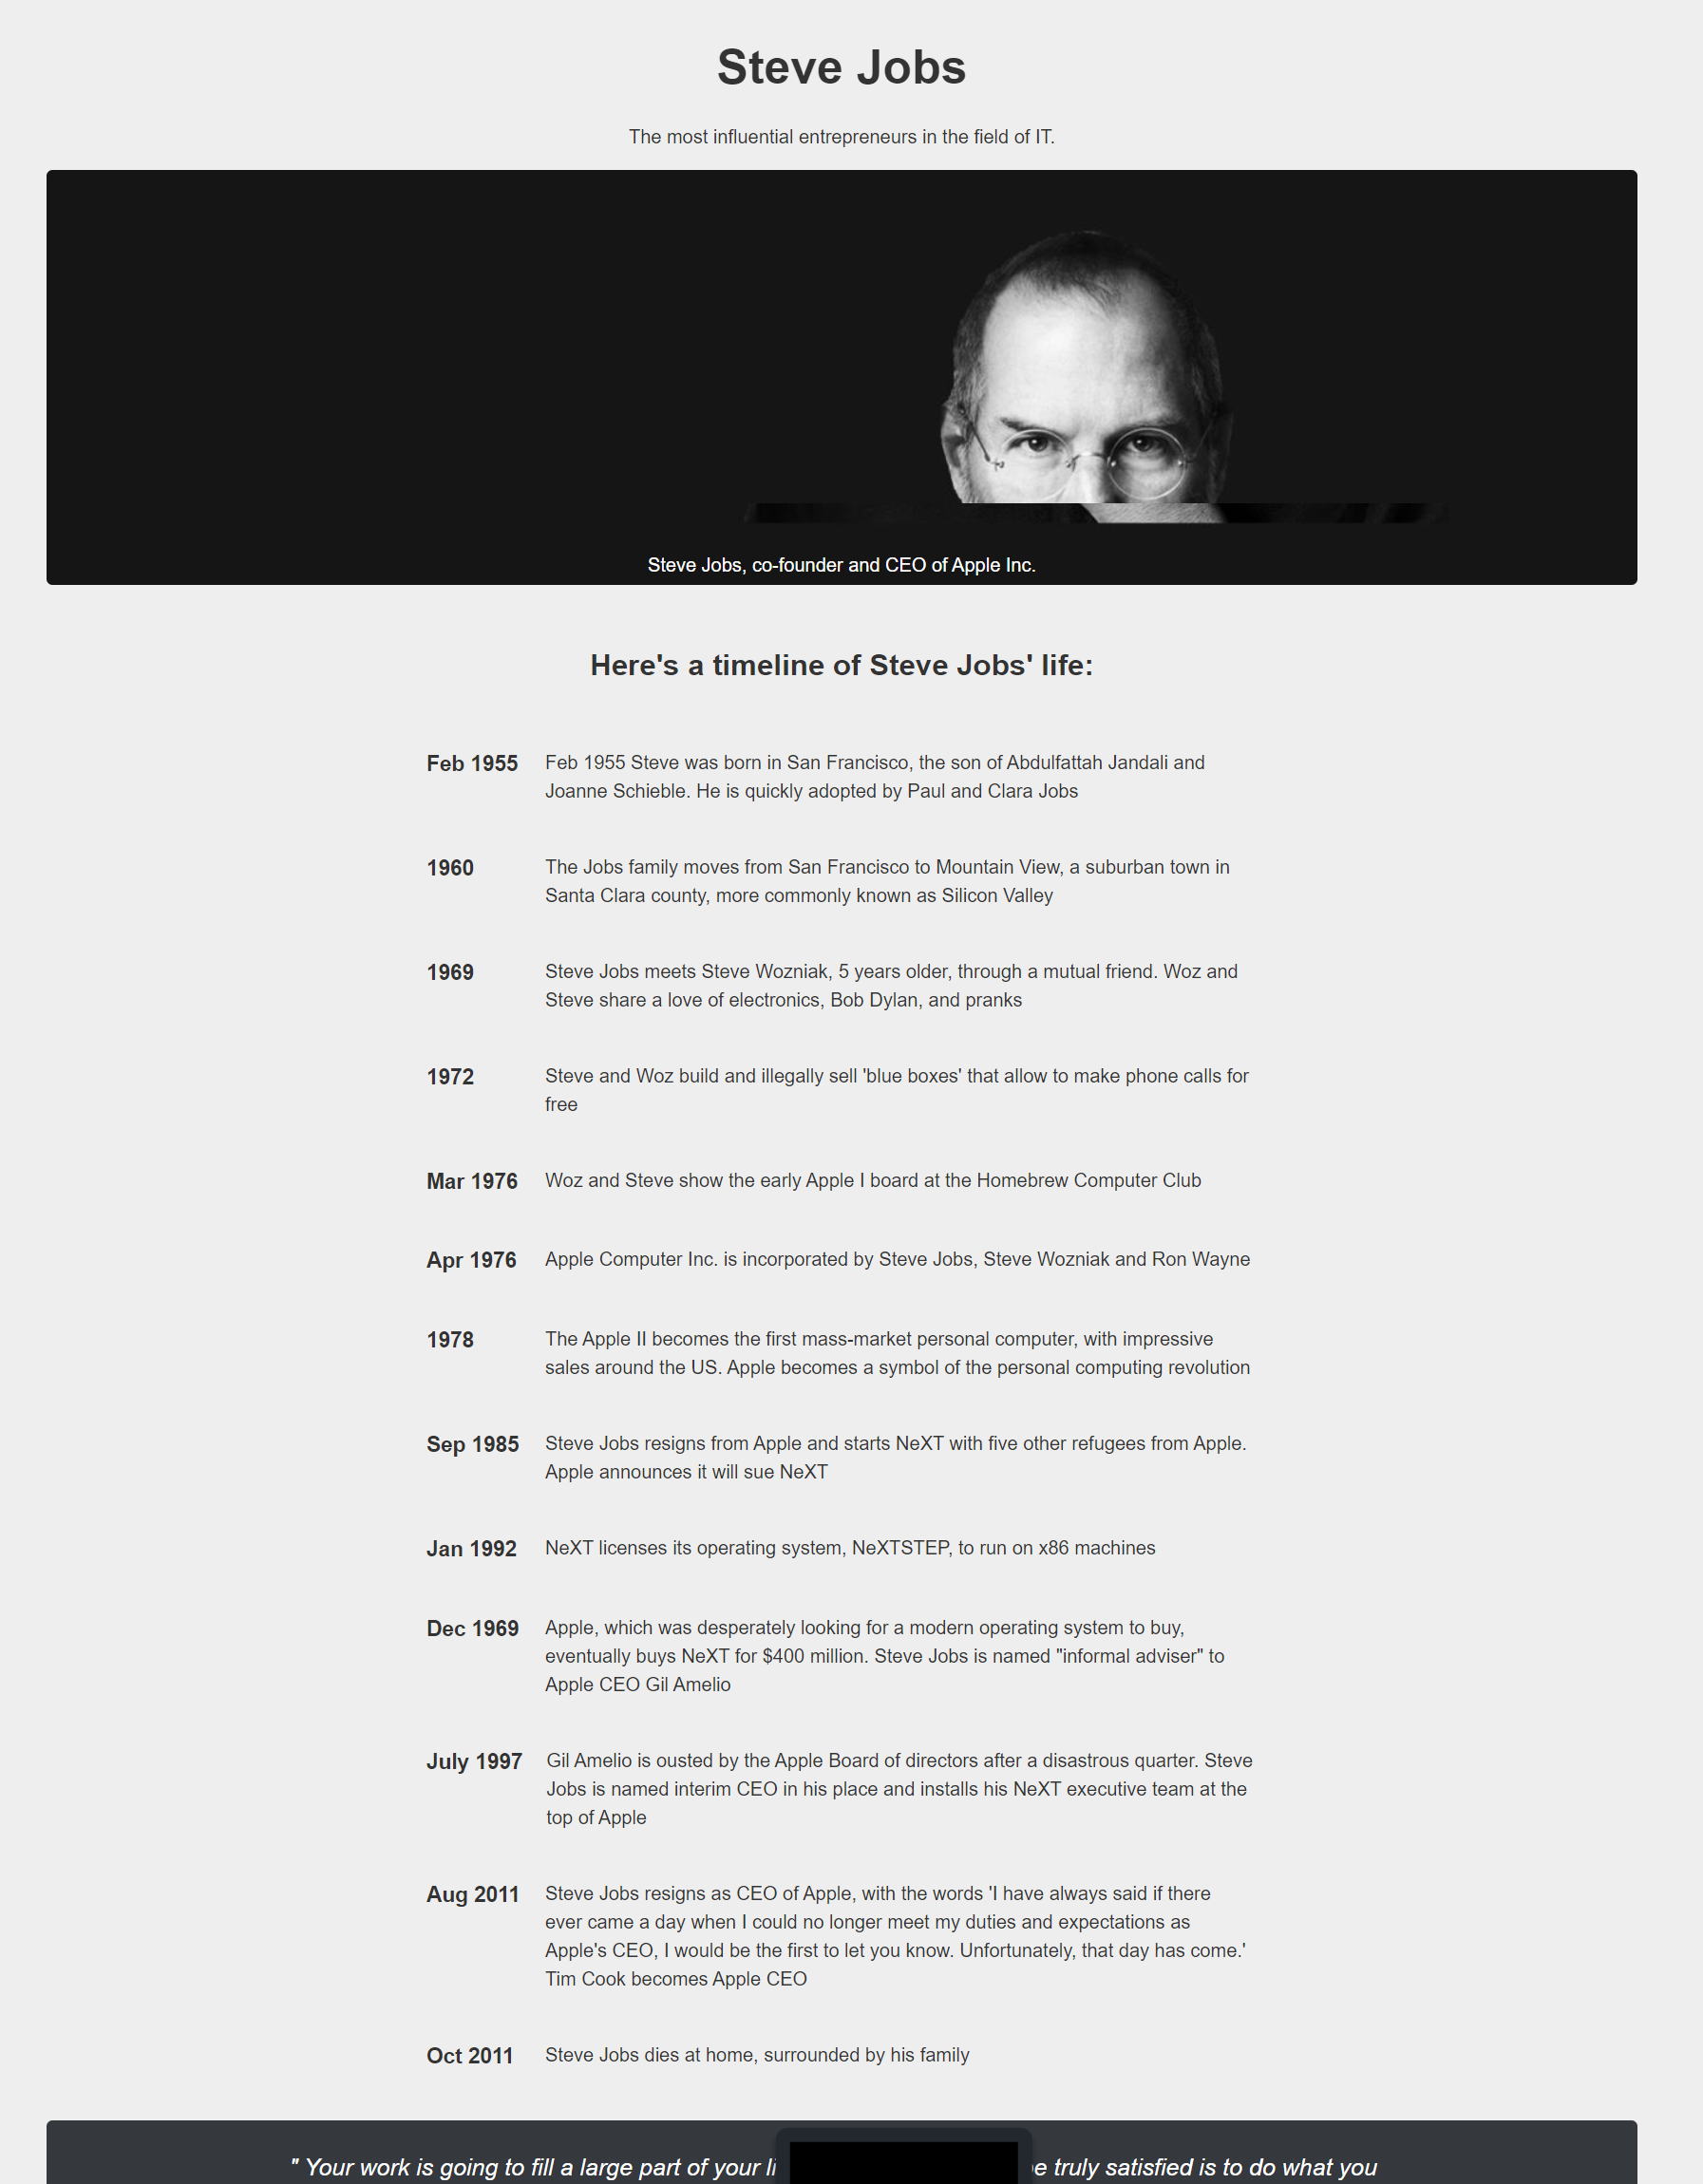 Steve Jobs
The most influential entrepreneurs in the field of IT.
Steve Jobs, co-founder and CEO of Apple Inc.
Here's a timeline of Steve Jobs' life:
Feb 1955 Feb 1955 Steve was born in San Francisco, the son of Abdulfattah Jandali and
Joanne Schieble. He is quickly adopted by Paul and Clara Jobs
1960 The Jobs family moves from San Francisco to Mountain View, a suburban town in
Santa Clara county, more commonly known as Silicon Valley
1969 Steve Jobs meets Steve Wozniak, 5 years older, through a mutual friend. Woz and
Steve share a love of electronics, Bob Dylan, and pranks
1972 Steve and Woz build and illegally sell 'blue boxes' that allow to make phone calls for
free
Mar 1976 Woz and Steve show the early Apple I board at the Homebrew Computer Club
Apr 1976 Apple Computer Inc. is incorporated by Steve Jobs, Steve Wozniak and Ron Wayne
1978 The Apple II becomes the first mass-market personal computer, with impressive
sales around the US. Apple becomes a symbol of the personal computing revolution
Sep 1985 Steve Jobs resigns from Apple and starts NeXT with five other refugees from Apple.
Apple announces it will sue NeXT
Jan 1992 NeXT licenses its operating system, NeXTSTEP, to run on x86 machines
Dec 1969 Apple, which was desperately looking for a modern operating system to buy,
eventually buys NeXT for $400 million. Steve Jobs is named "informal adviser" to
Apple CEO Gil Amelio
July 1997 Gil Amelio is ousted by the Apple Board of directors after a disastrous quarter. Steve
Jobs is named interim CEO in his place and installs his NeXT executive team at the
top of Apple
Aug 2011 Steve Jobs resigns as CEO of Apple, with the words 'I have always said if there
ever came a day when I could no longer meet my duties and expectations as
Apple's CEO, I would be the first to let you know. Unfortunately, that day has come.'
Tim Cook becomes Apple CEO
Oct 2011 Steve Jobs dies at home, surrounded by his family
" Your work is going to fill a large part of your truly satisfied is to do what you